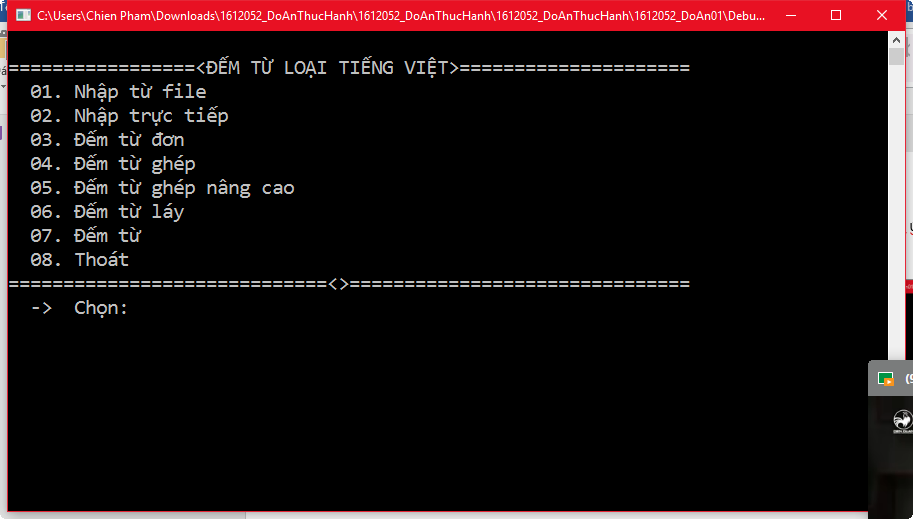 C:\Users\Chien Pham\Downloads\1612052_DoAnThucHanh\1612052_DoAnThucHanh\1612052_DoAnThucHanh\1612052_DoAn01\Debu...
=================<ĐẾM TỪ LOẠI TIẾNG VIỆT>=====================
01. Nhập từ file
02. Nhập trực tiếp
03. Đếm từ đơn
04. Đếm từ ghép
05. Đếm từ ghép nâng cao
06. Đếm từ láy
07. Đếm từ
08. Thoát
=============================<>===============================
-> Chọn: